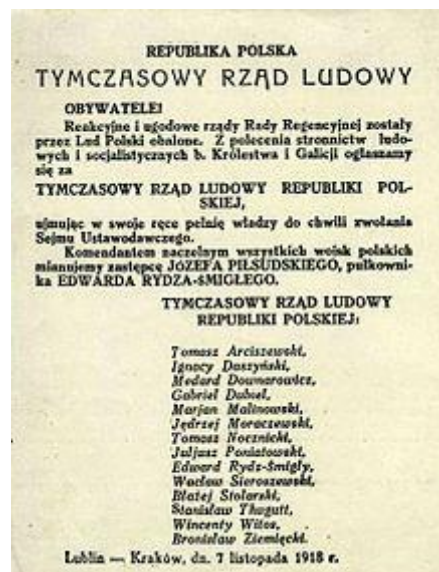 REPUBLIKA POLSKA
TYMCZASOWY RZĄD LUDOWY
OBYWATELE!
Reakcyjne i ugodowe rządy Rady Regencyjnej zostały
przez Lud Polski obalone. Z polecenia stronnictw ludo-
wych i socjalistycznych b. Królestwa i Galicji ogłaszamy
się za
TYMCZASOWY RZĄD LUDOWY REPUBLIKI POL-
SKIEJ,
ujmując w swoje ręce pełnię władzy do chwili zwołania
Sejmu Ustawodawczego.
Komendantem naczelnym wszystkich wojsk polskich
mianujemy zastępcę JÓZEFA PIŁSUDSKIEGO, pułkowni-
ka EDWARDA RYDZA-ŚMIGŁEGO.
TYMCZASOWY RZĄD LUDOWY
REPUBLIKI POLSKIEJ:
Tomasz Arciszewski,
Ignacy Daszyński,
Medard Downarowicz,
Gabriel Dubiel,
Marjan Malinowski,
Jędrzej Moraczewski,
Tomasz Nocznicki,
Juljusz Poniatowski,
Edward Rydz-Śmigły,
Wacław Sieroszewski,
Błażej Stolarski,
Stanisław Thugutt,
Wincenty Witos,
Bronisław Ziemięcki.
Lublin — Kraków, dn. 7 listopada 1918 r.